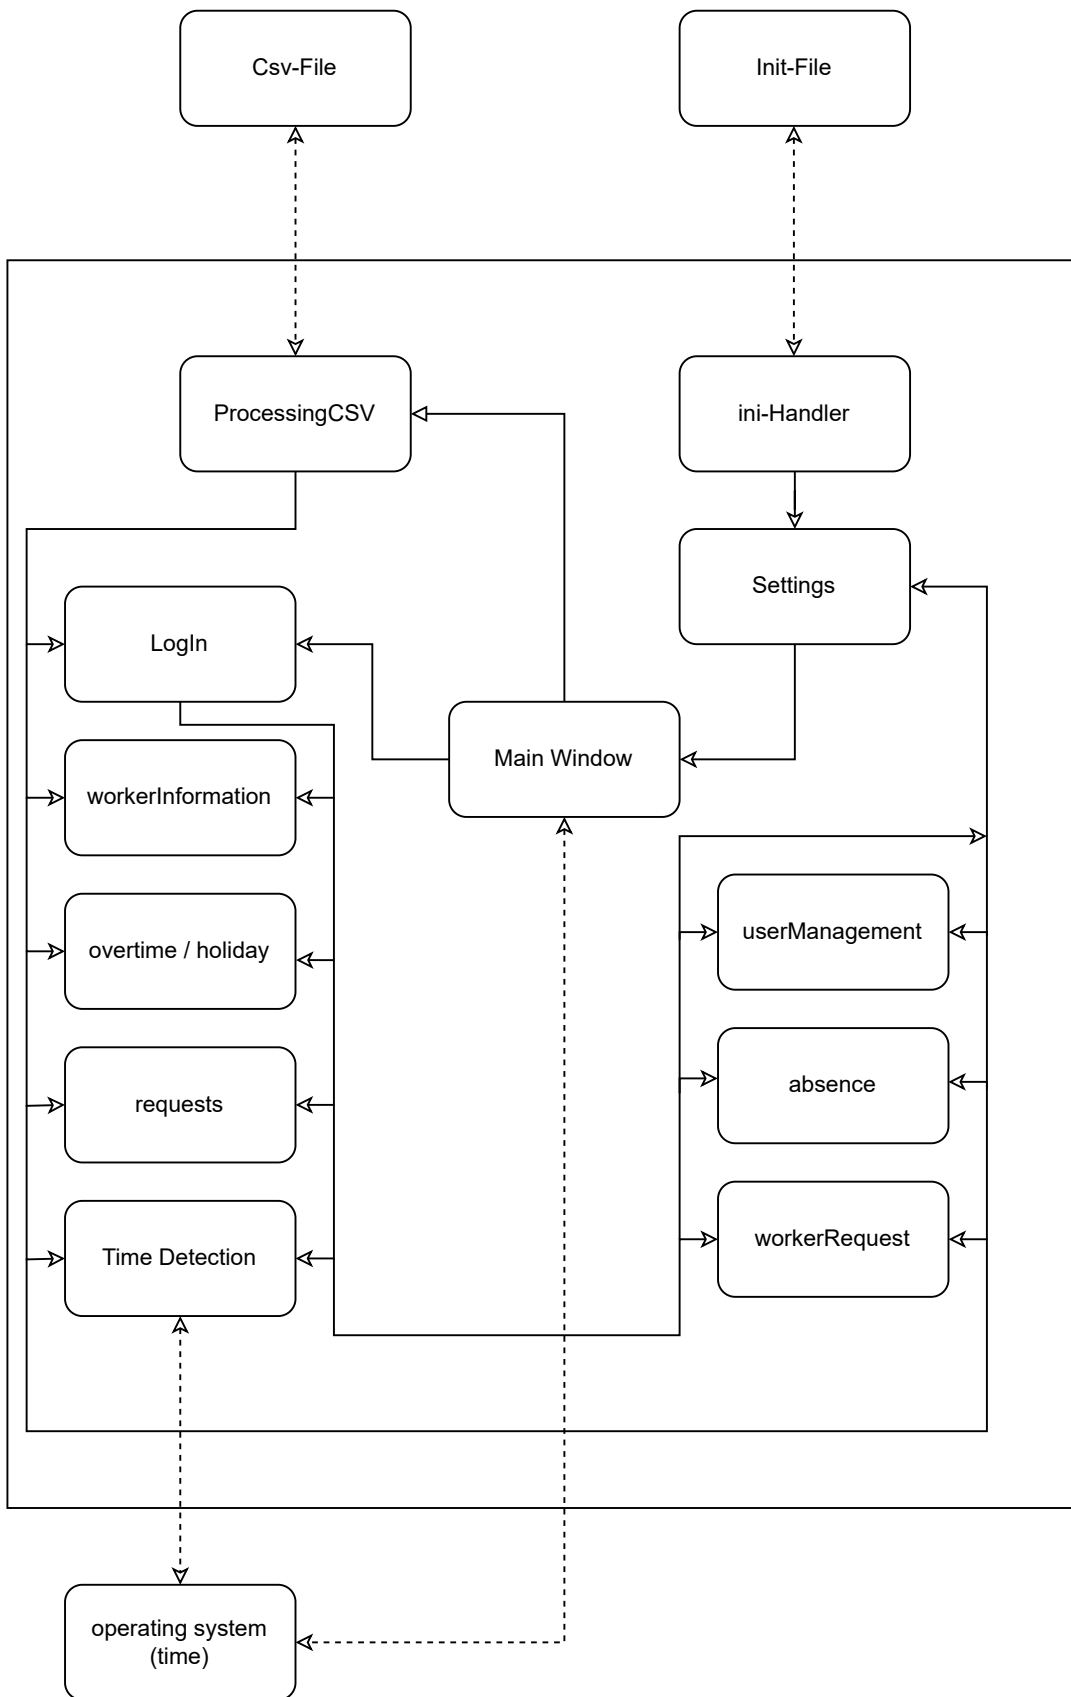 Csv-File
Init-File
ProcessingCSV
ini-Handler
Settings
LogIn
Main Window
workerInformation
userManagement
overtime / holiday
absence
requests
workerRequest
Time Detection
operating system
(time)